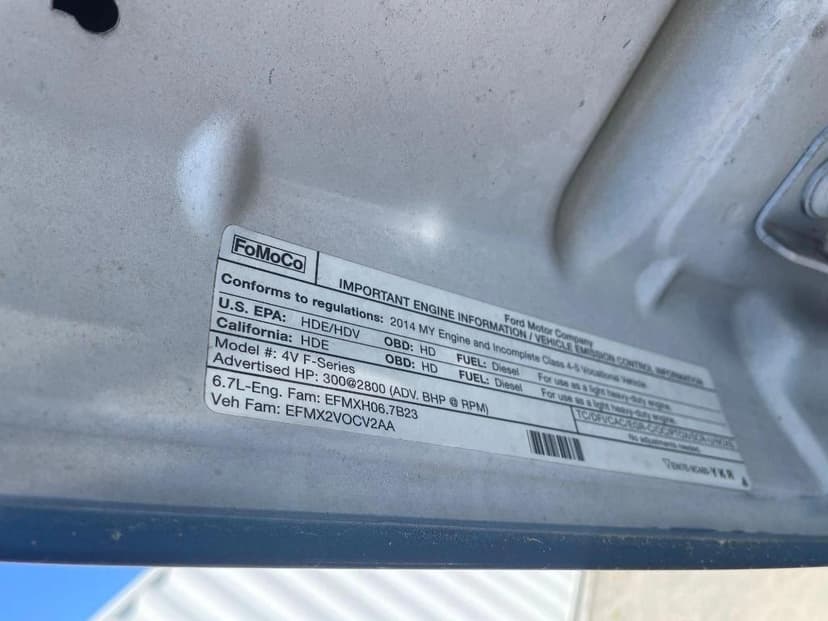 FoMoCo
Ford Motor Company
IMPORTANT ENGINE INFORMATION / VEHICLE EMISSION CONTROL INFORMATION
Conforms to regulations: 2014 MY Engine and Incomplete Class 4-5 Vocational Vehicle
U.S. EPA: HDE/HDV OBD: HD FUEL: Diesel For use as a light heavy-duty engine.
California: HDE OBD: HD FUEL: Diesel For use as a light heavy-duty engine.
Model #: 4V F-Series
Advertised HP: 300@2800 (ADV. BHP @ RPM)
6.7L-Eng. Fam: EFMXH06.7B23
Veh Fam: EFMX2VOCV2AA
No adjustments needed.
YKR